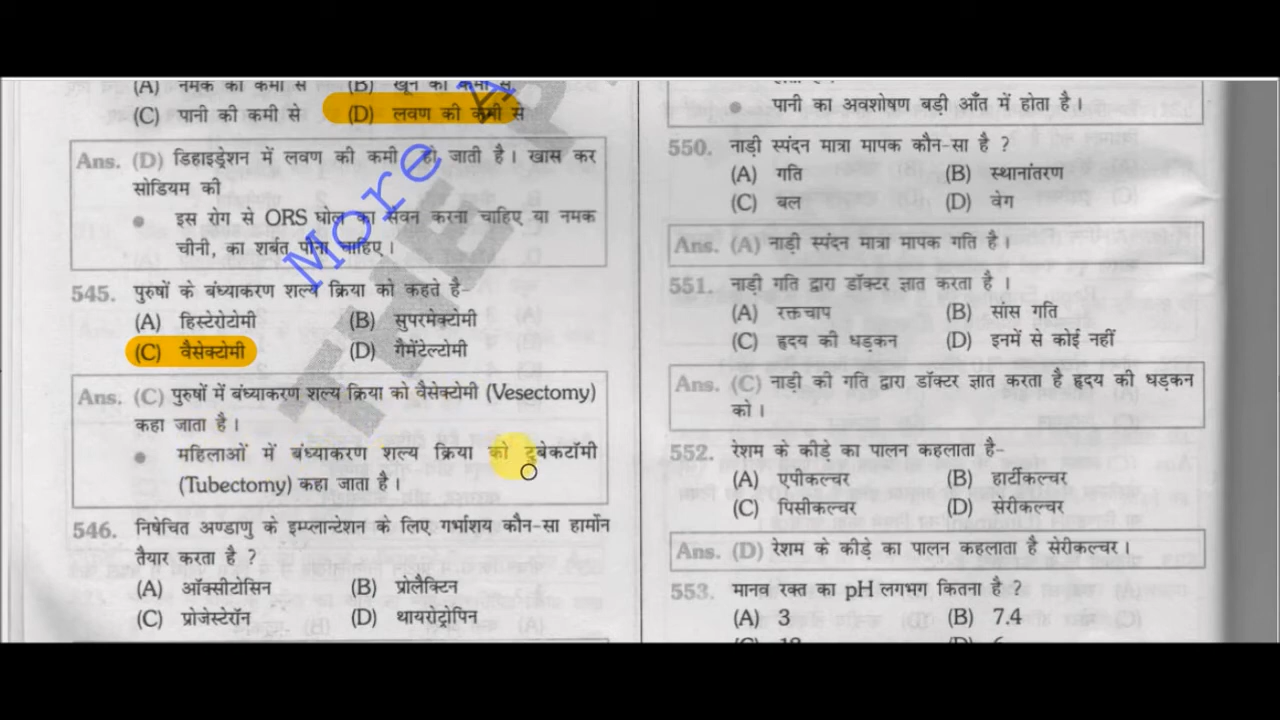 (A) नमक की कमी से (B) खून की कमी से
(C) पानी की कमी से (D) लवण की कमी से
Ans. (D) डिहाइड्रेशन में लवण की कमी हो जाती है। खास कर
सोडियम की
• इस रोग से ORS घोल का सेवन करना चाहिए या नमक
चीनी, का शर्बत पीना चाहिए।
More
545. पुरुषों के बंध्याकरण शल्य क्रिया को कहते है-
(A) हिस्टेरोटोमी (B) सुपरमेक्टोमी
(C) वैसेक्टोमी (D) गैमेंटेल्टोमी
Ans. (C) पुरुषों में बंध्याकरण शल्य क्रिया को वैसेक्टोमी (Vesectomy)
कहा जाता है।
• महिलाओं में बंध्याकरण शल्य क्रिया को टुबेकटॉमी
(Tubectomy) कहा जाता है।
546. निषेचित अण्डाणु के इम्प्लान्टेशन के लिए गर्भाशय कौन-सा हार्मोन
तैयार करता है ?
(A) ऑक्सीटोसिन (B) प्रोलैक्टिन
(C) प्रोजेस्टेरॉन (D) थायरोट्रोपिन
• पानी का अवशोषण बड़ी आँत में होता है।
550. नाड़ी स्पंदन मात्रा मापक कौन-सा है ?
(A) गति (B) स्थानांतरण
(C) बल (D) वेग
Ans. (A) नाड़ी स्पंदन मात्रा मापक गति है।
551. नाड़ी गति द्वारा डॉक्टर ज्ञात करता है ।
(A) रक्तचाप (B) सांस गति
(C) हृदय की धड़कन (D) इनमें से कोई नहीं
Ans. (C) नाड़ी की गति द्वारा डॉक्टर ज्ञात करता है हृदय की धड़कन
को।
552. रेशम के कीड़े का पालन कहलाता है-
(A) एपीकल्चर (B) हार्टीकल्चर
(C) पिसीकल्चर (D) सेरीकल्चर
Ans. (D) रेशम के कीड़े का पालन कहलाता है सेरीकल्चर।
553. मानव रक्त का pH लगभग कितना है ?
(A) 3 (B) 7.4